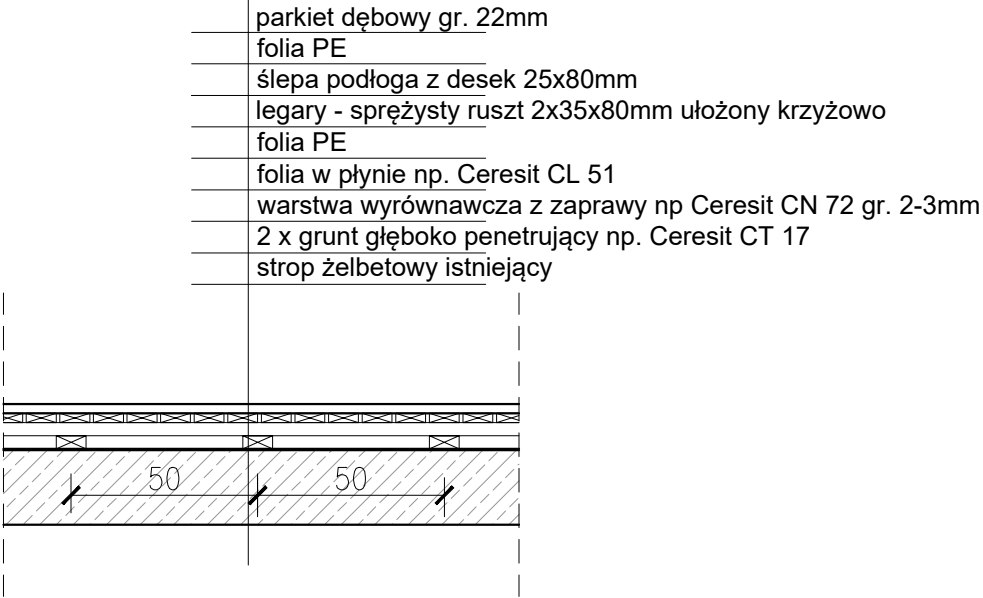 parkiet dębowy gr. 22mm
folia PE
ślepa podłoga z desek 25x80mm
legary - sprężysty ruszt 2x35x80mm ułożony krzyżowo
folia PE
folia w płynie np. Ceresit CL 51
warstwa wyrównawcza z zaprawy np Ceresit CN 72 gr. 2-3mm
2 x grunt głęboko penetrujący np. Ceresit CT 17
strop żelbetowy istniejący
50 50